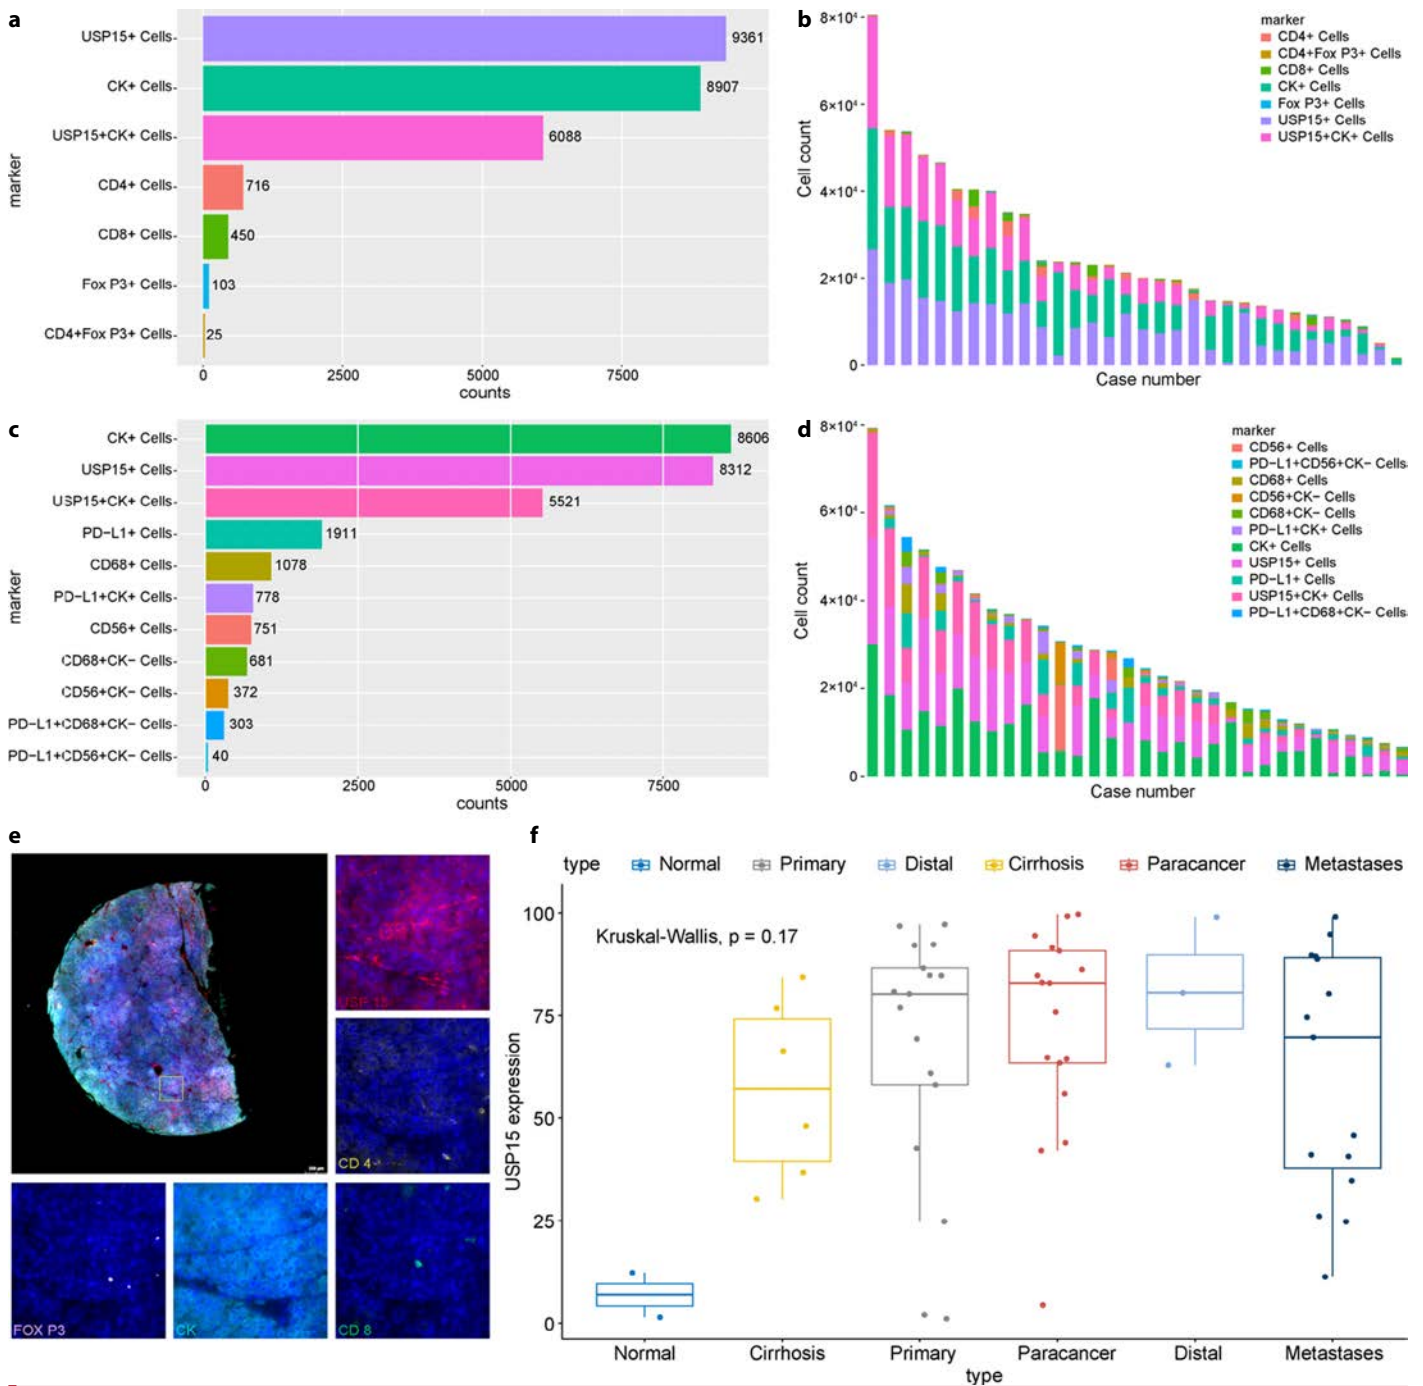 a
marker
USP15+ Cells
9361
CK+ Cells
8907
USP15+CK+ Cells
6088
CD4+ Cells
716
CD8+ Cells
450
Fox P3+ Cells
103
CD4+Fox P3+ Cells
25
0 2500 5000 7500
counts
b
Cell count
8×10⁴
6×10⁴
4×10⁴
2×10⁴
0
Case number
marker
CD4+ Cells
CD4+Fox P3+ Cells
CD8+ Cells
CK+ Cells
Fox P3+ Cells
USP15+ Cells
USP15+CK+ Cells
c
marker
CK+ Cells
8606
USP15+ Cells
8312
USP15+CK+ Cells
5521
PD-L1+ Cells
1911
CD68+ Cells
1078
PD-L1+CK+ Cells
778
CD56+ Cells
751
CD68+CK- Cells
681
CD56+CK- Cells
372
PD-L1+CD68+CK- Cells
303
PD-L1+CD56+CK- Cells
40
0 2500 5000 7500
counts
d
Cell count
8×10⁴
6×10⁴
4×10⁴
2×10⁴
0
Case number
marker
CD56+ Cells
PD-L1+CD56+CK- Cells
CD68+ Cells
CD56+CK- Cells
CD68+CK- Cells
PD-L1+CK+ Cells
CK+ Cells
USP15+ Cells
PD-L1+ Cells
USP15+CK+ Cells
PD-L1+CD68+CK- Cells
e
USP 15
CD 4
FOX P3
CK
CD 8
f
type Normal Primary Distal Cirrhosis Paracancer Metastases
Kruskal-Wallis, p = 0.17
USP15 expression
100
75
50
25
0
Normal Cirrhosis Primary Paracancer Distal Metastases
type